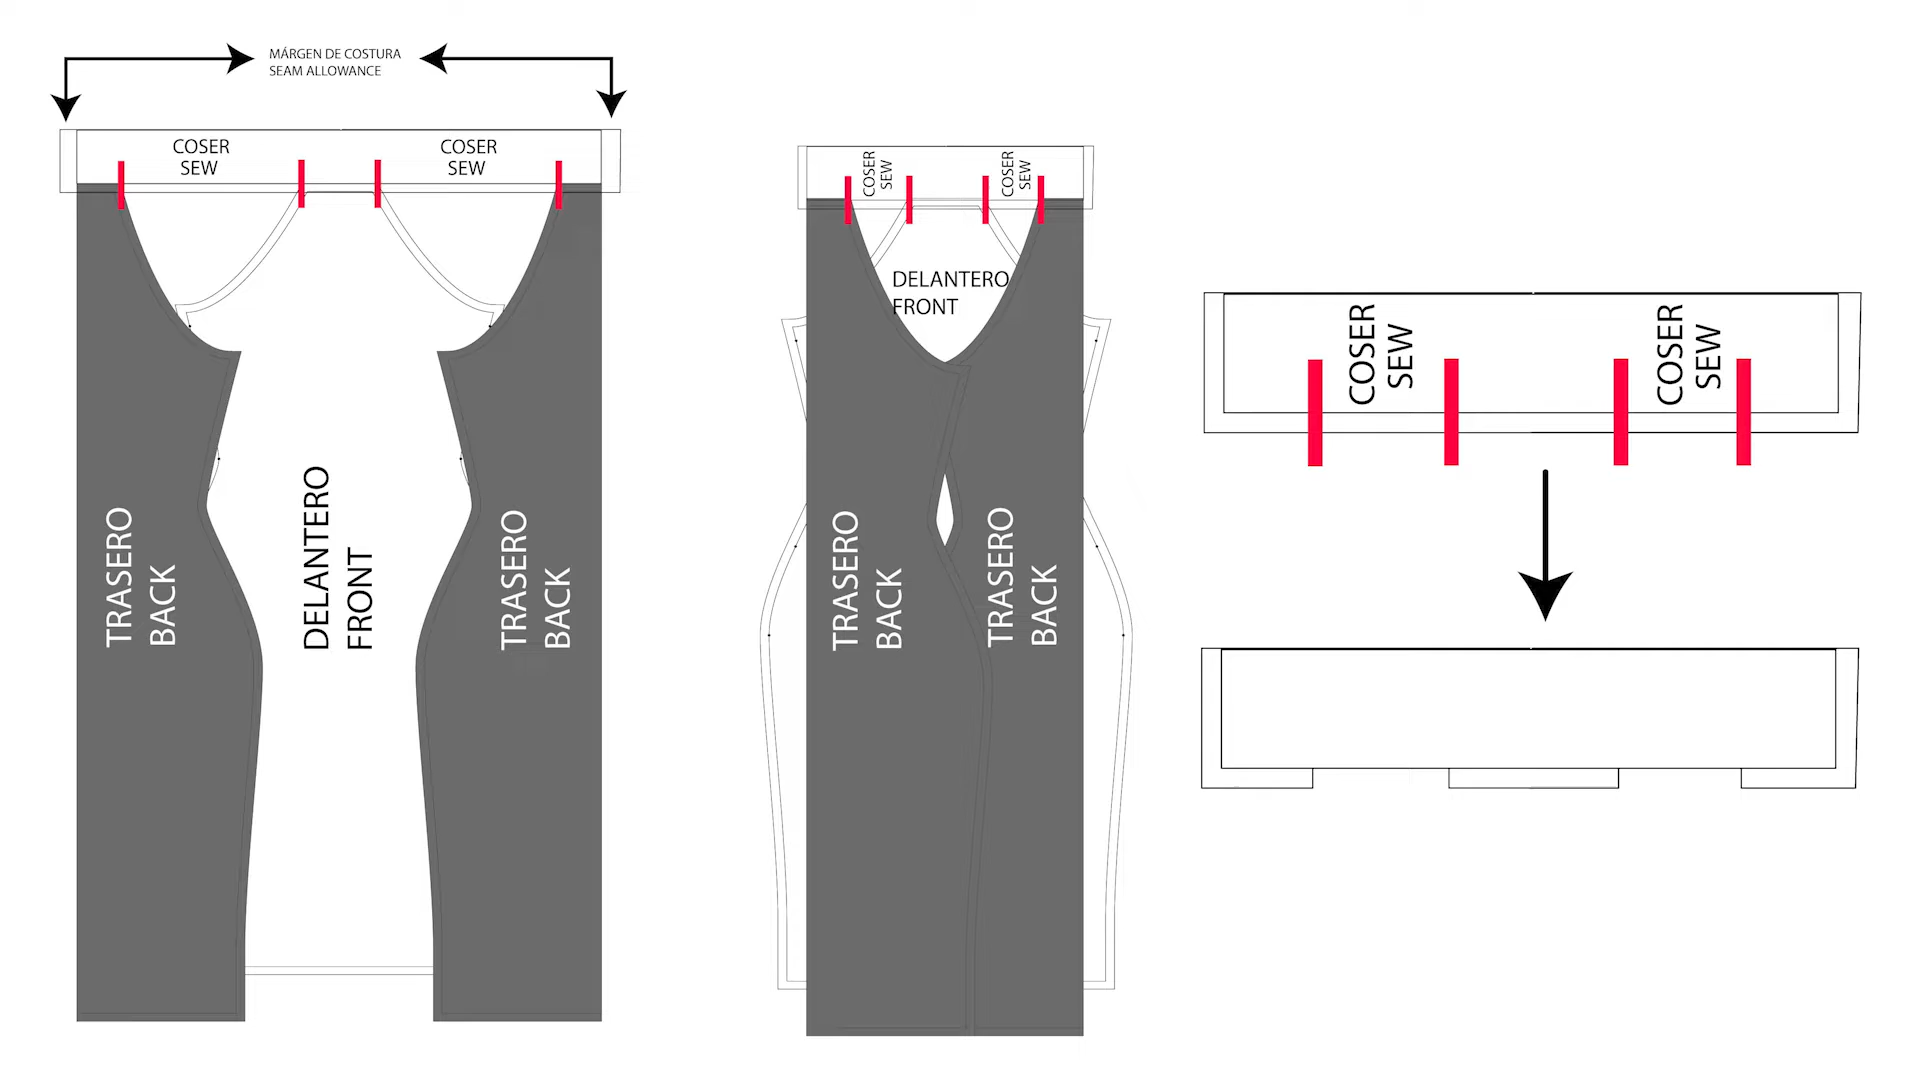 MÁRGEN DE COSTURA
SEAM ALLOWANCE
COSER
SEW
COSER
SEW
TRASERO
BACK
DELANTERO
FRONT
TRASERO
BACK
COSER
SEW
COSER
SEW
DELANTERO
FRONT
TRASERO
BACK
TRASERO
BACK
COSER
SEW
COSER
SEW